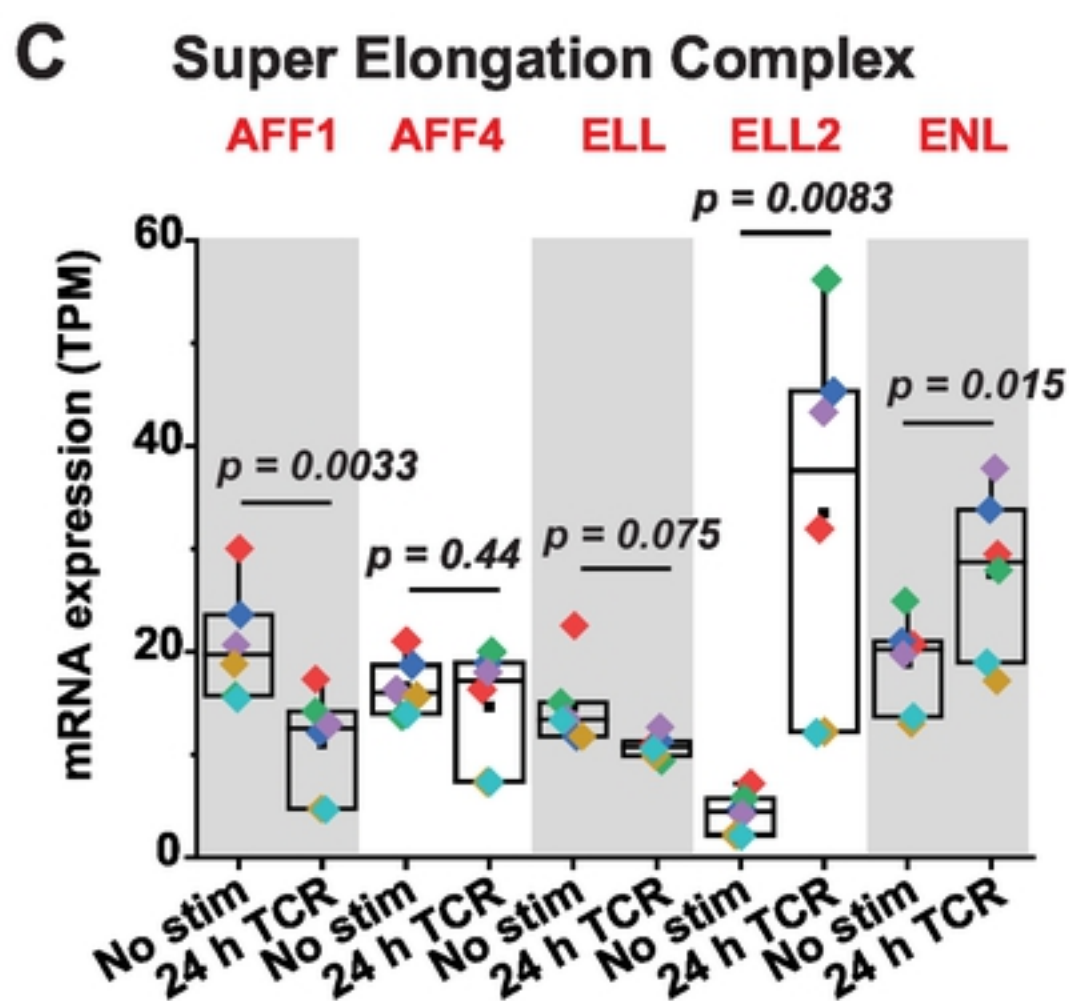 C Super Elongation Complex
AFF1 AFF4 ELL ELL2 ENL
p = 0.0083
60
p = 0.015
40
p = 0.0033
p = 0.075
p = 0.44
20
0
mRNA expression (TPM)
No stim 24 h TCR No stim 24 h TCR No stim 24 h TCR No stim 24 h TCR No stim 24 h TCR